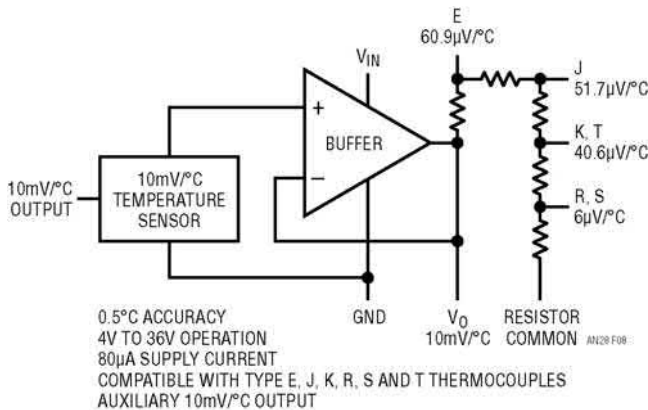 E
60.9µV/°C
VIN
J
51.7µV/°C
+
BUFFER
K, T
40.6µV/°C
10mV/°C
OUTPUT
10mV/°C
TEMPERATURE
SENSOR
–
R, S
6µV/°C
GND
VO
10mV/°C
RESISTOR
COMMON
AN28 F08
0.5°C ACCURACY
4V TO 36V OPERATION
80µA SUPPLY CURRENT
COMPATIBLE WITH TYPE E, J, K, R, S AND T THERMOCOUPLES
AUXILIARY 10mV/°C OUTPUT